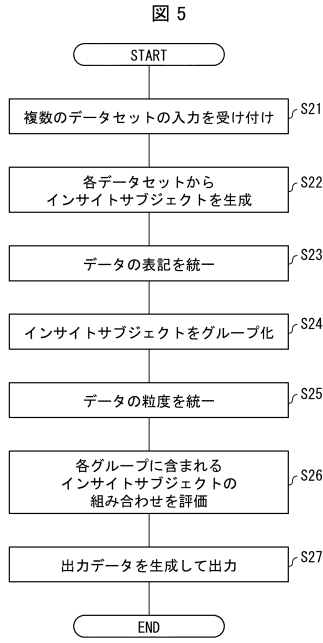 図 5
START
複数のデータセットの入力を受け付け
S21
各データセットから
インサイトサブジェクトを生成
S22
データの表記を統一
S23
インサイトサブジェクトをグループ化
S24
データの粒度を統一
S25
各グループに含まれる
インサイトサブジェクトの
組み合わせを評価
S26
出力データを生成して出力
S27
END